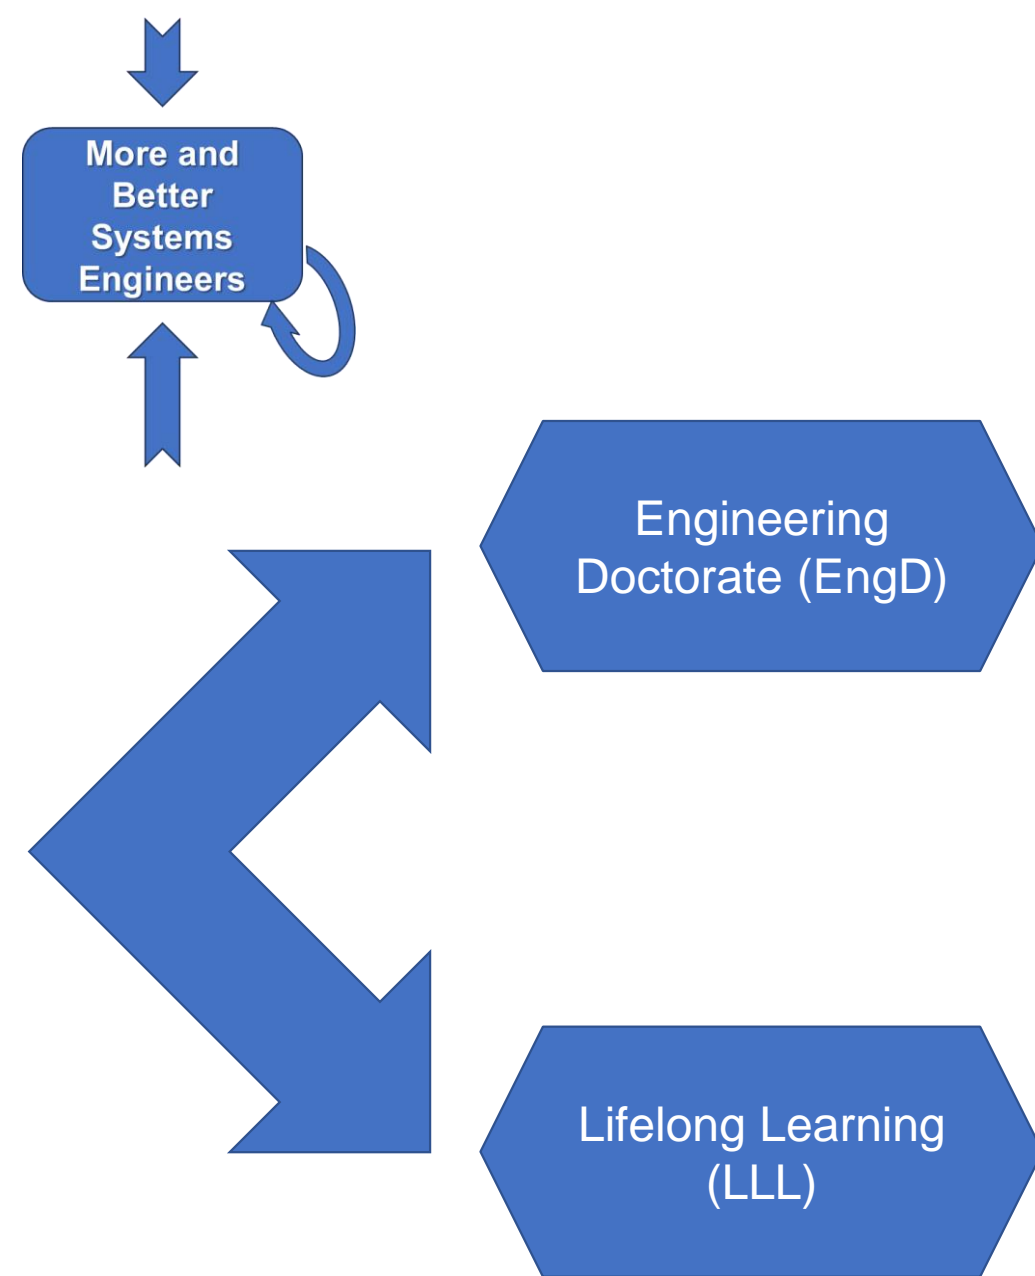 More and
Better
Systems
Engineers
Engineering
Doctorate (EngD)
Lifelong Learning
(LLL)